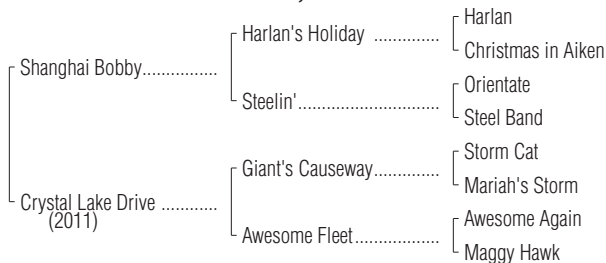 Harlan
Harlan's Holiday ..............
Christmas in Aiken
Shanghai Bobby................
Orientate
Steelin'..............................
Steel Band
Storm Cat
Giant's Causeway..............
Mariah's Storm
Crystal Lake Drive ............
(2011)
Awesome Again
Awesome Fleet..................
Maggy Hawk